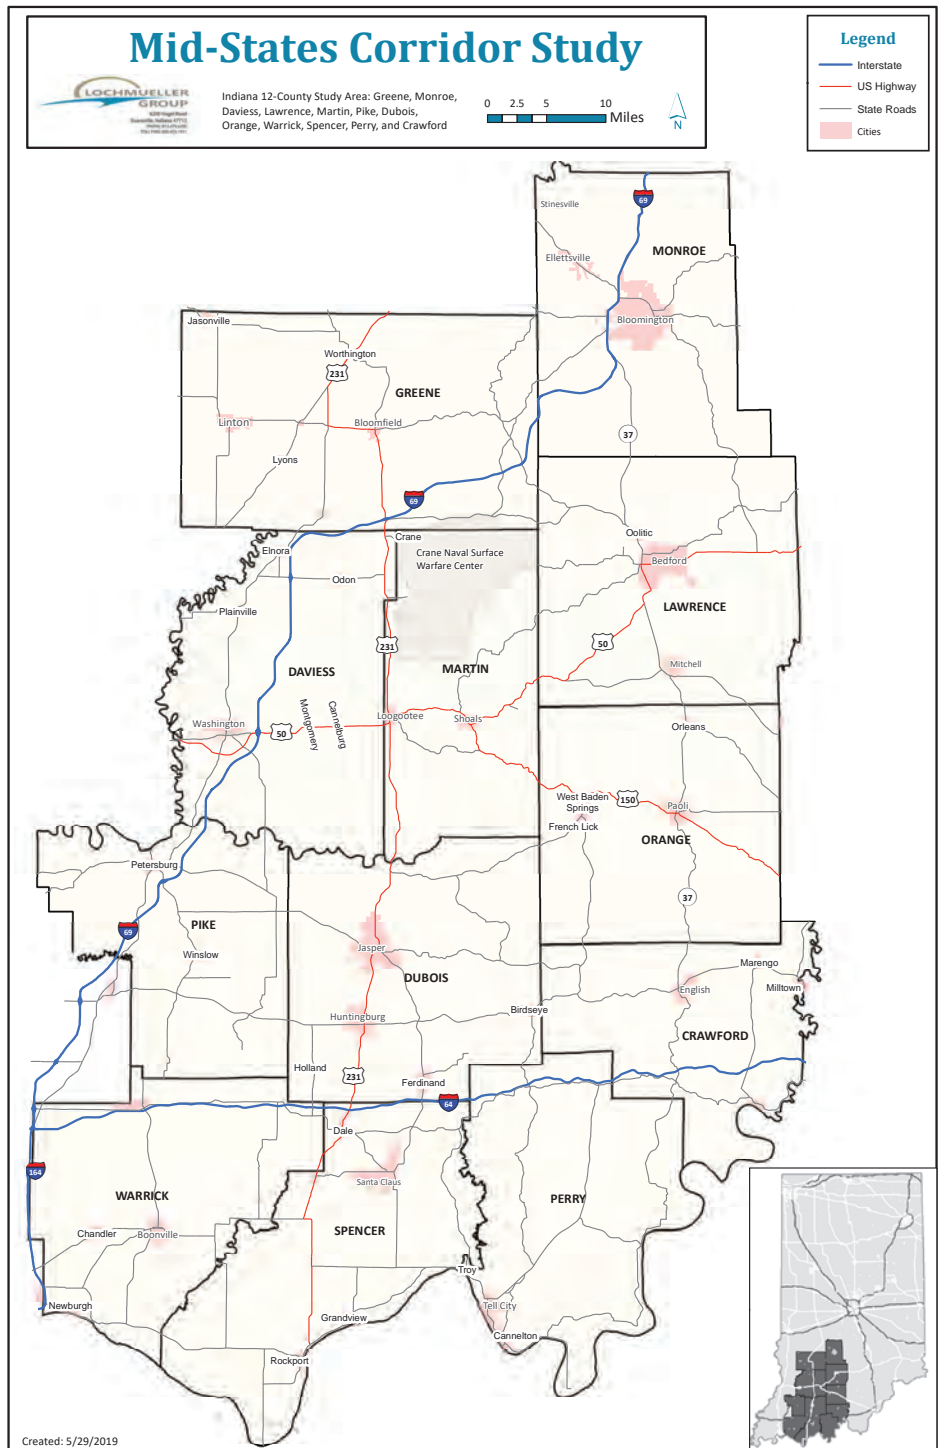 Mid-States Corridor Study
LOCHMUELLER
GROUP
Indiana 12-County Study Area: Greene, Monroe,
Daviess, Lawrence, Martin, Pike, Dubois,
Orange, Warrick, Spencer, Perry, and Crawford
0 2.5 5 10
Miles
N
Legend
Interstate
US Highway
State Roads
Cities
Stinesville
69
MONROE
Ellettsville
Bloomington
Jasonville
Worthington
231
GREENE
Linton
Bloomfield
37
Lyons
69
Oolitic
Crane
Elnora
Crane Naval Surface
Warfare Center
Bedford
Odon
Plainville
LAWRENCE
231
50
DAVIESS
MARTIN
Mitchell
Washington
50
Montgomery
Cannelburg
Loogootee
Shoals
Orleans
West Baden
Springs
150
Paoli
French Lick
ORANGE
Petersburg
37
PIKE
69
Jasper
Winslow
DUBOIS
Marengo
English
Milltown
Birdseye
Huntingburg
CRAWFORD
Holland
231
Ferdinand
64
Dale
164
Santa Claus
WARRICK
PERRY
SPENCER
Chandler
Boonville
Troy
Newburgh
Tell City
Grandview
Cannelton
Rockport
Created: 5/29/2019